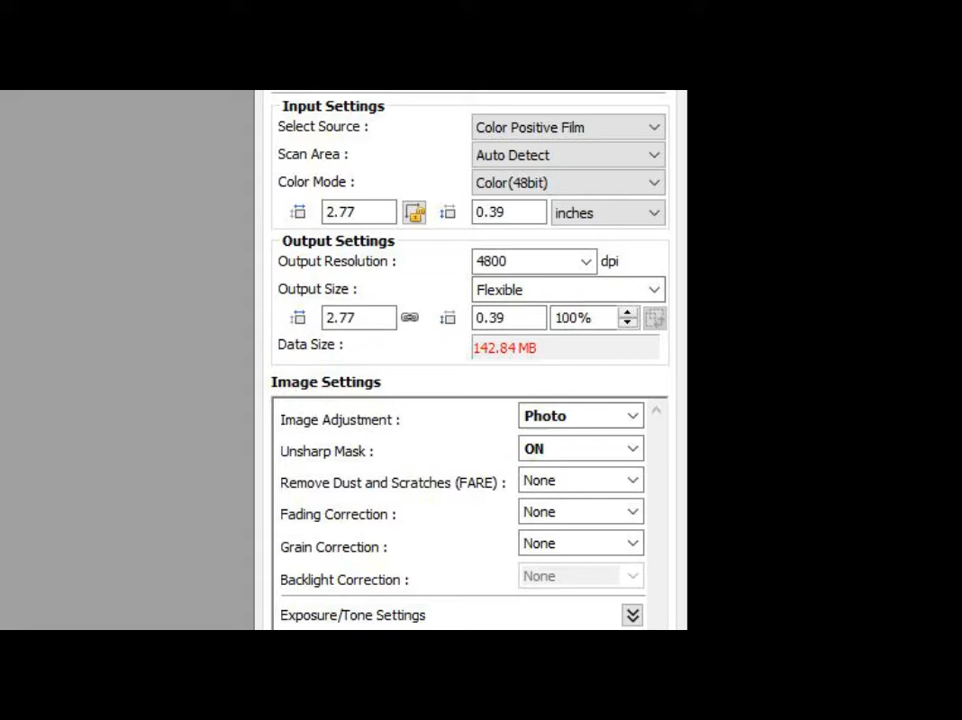 Input Settings
Select Source : Color Positive Film
Scan Area : Auto Detect
Color Mode : Color(48bit)
2.77 0.39 inches
Output Settings
Output Resolution : 4800 dpi
Output Size : Flexible
2.77 0.39 100%
Data Size : 142.84 MB
Image Settings
Image Adjustment : Photo
Unsharp Mask : ON
Remove Dust and Scratches (FARE) : None
Fading Correction : None
Grain Correction : None
Backlight Correction : None
Exposure/Tone Settings